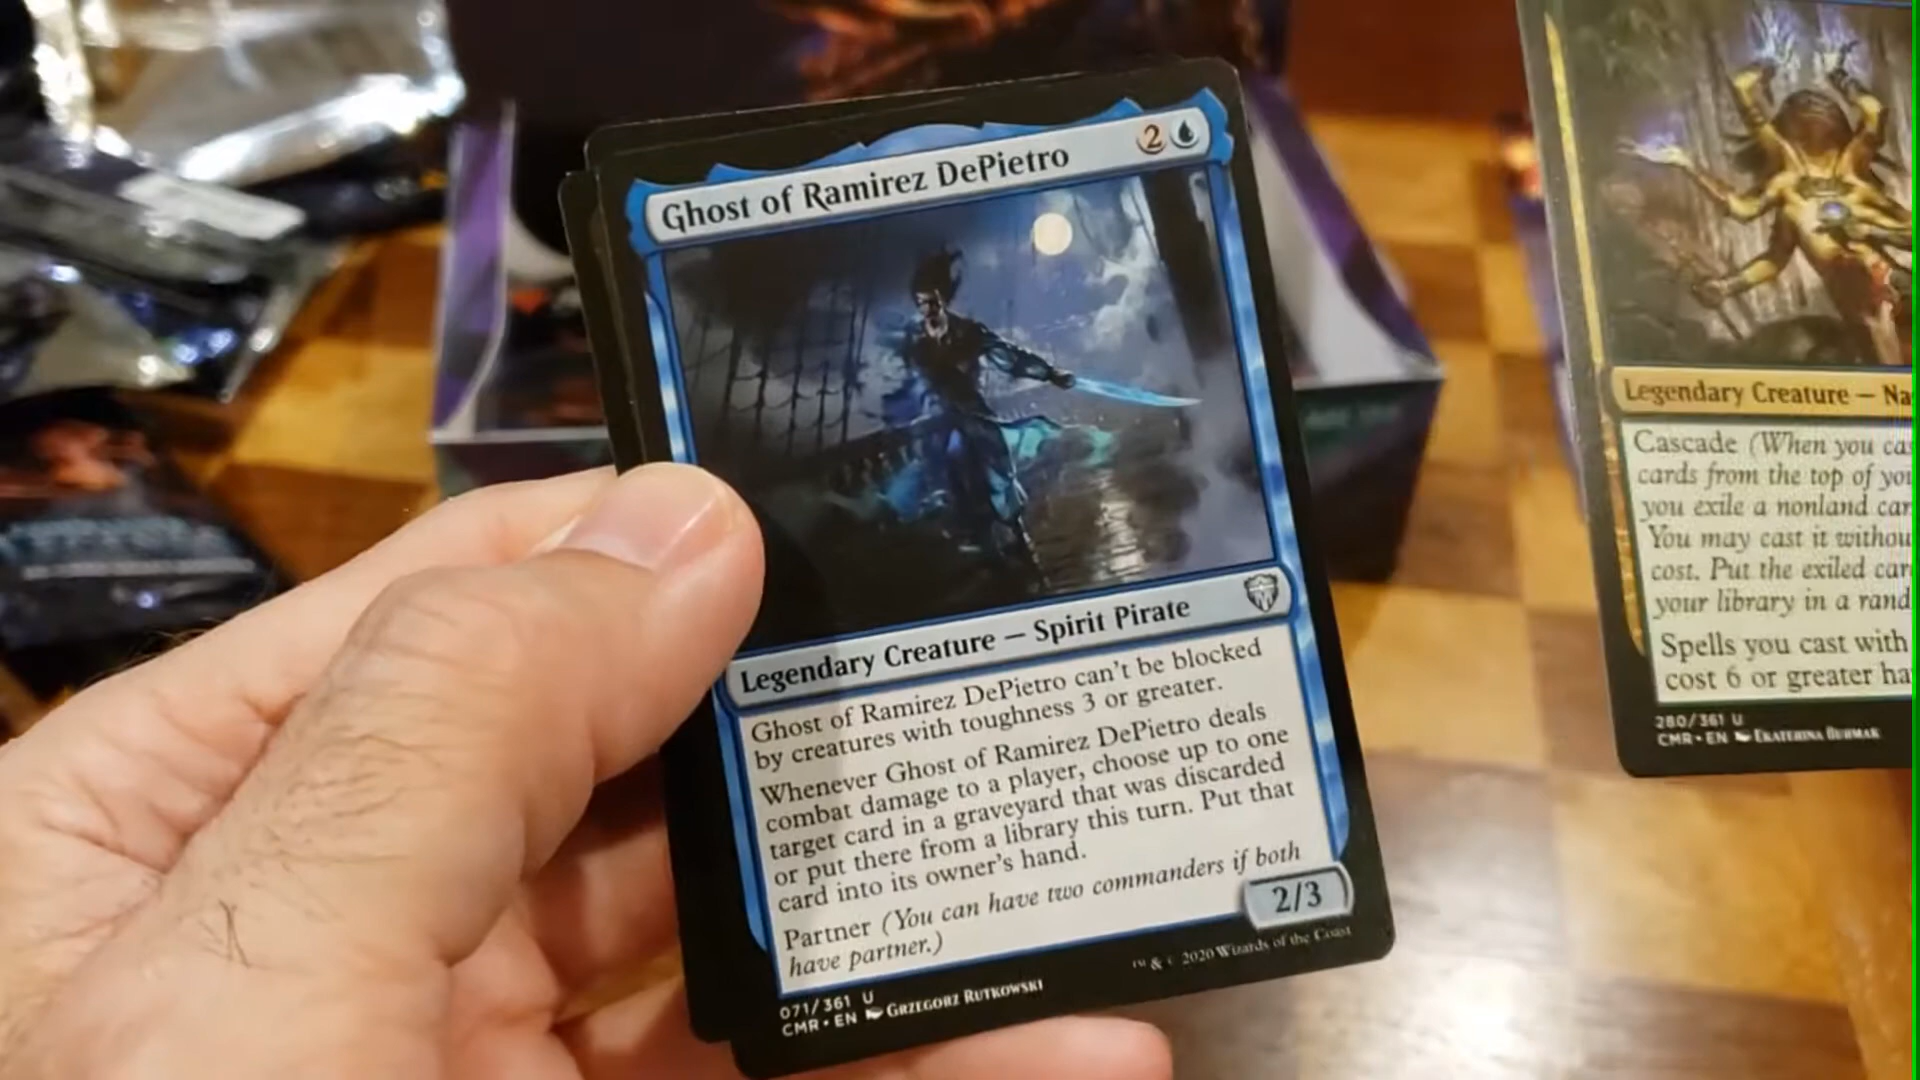 Ghost of Ramirez DePietro
2
Legendary Creature — Spirit Pirate
Ghost of Ramirez DePietro can't be blocked
by creatures with toughness 3 or greater.
Whenever Ghost of Ramirez DePietro deals
combat damage to a player, choose up to one
target card in a graveyard that was discarded
or put there from a library this turn. Put that
card into its owner's hand.
Partner (You can have two commanders if both
have partner.)
2/3
071/361 U
CMR • EN GRZEGORZ RUTKOWSKI
™ & © 2020 Wizards of the Coast
Legendary Creature — Na
Cascade (When you ca
cards from the top of you
you exile a nonland car
You may cast it withou
cost. Put the exiled car
your library in a rand
Spells you cast with
cost 6 or greater ha
280/361 U
CMR • EN EKATERINA BURMAK